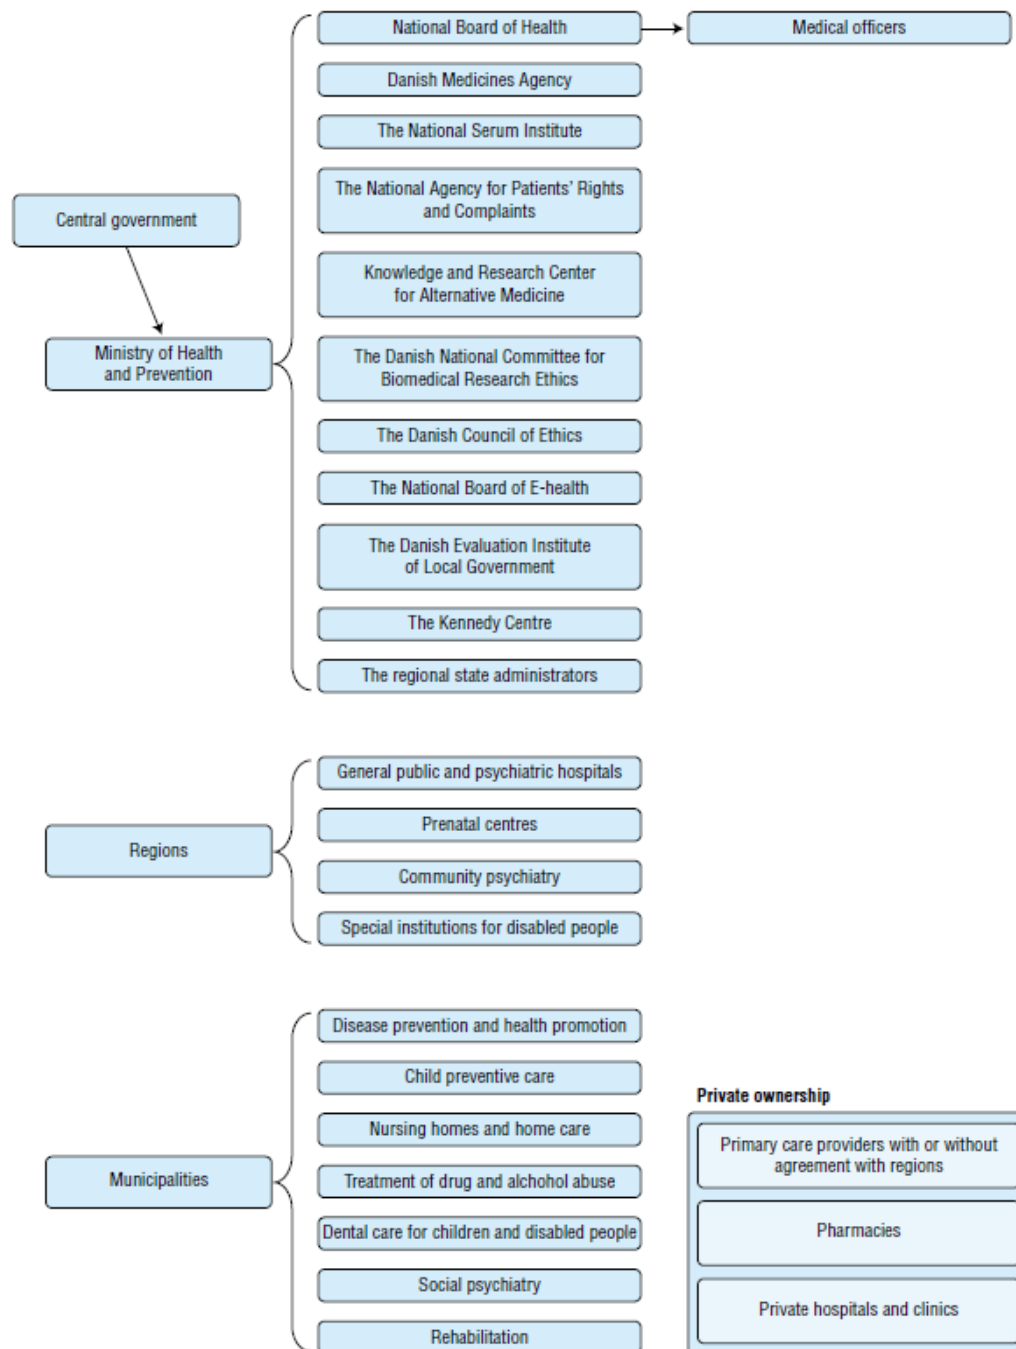 National Board of Health
Medical officers
Danish Medicines Agency
The National Serum Institute
The National Agency for Patients' Rights
and Complaints
Central government
Knowledge and Research Center
for Alternative Medicine
Ministry of Health
and Prevention
The Danish National Committee for
Biomedical Research Ethics
The Danish Council of Ethics
The National Board of E-health
The Danish Evaluation Institute
of Local Government
The Kennedy Centre
The regional state administrators
Regions
General public and psychiatric hospitals
Prenatal centres
Community psychiatry
Special institutions for disabled people
Municipalities
Disease prevention and health promotion
Child preventive care
Nursing homes and home care
Treatment of drug and alchohol abuse
Dental care for children and disabled people
Social psychiatry
Rehabilitation
Private ownership
Primary care providers with or without
agreement with regions
Pharmacies
Private hospitals and clinics